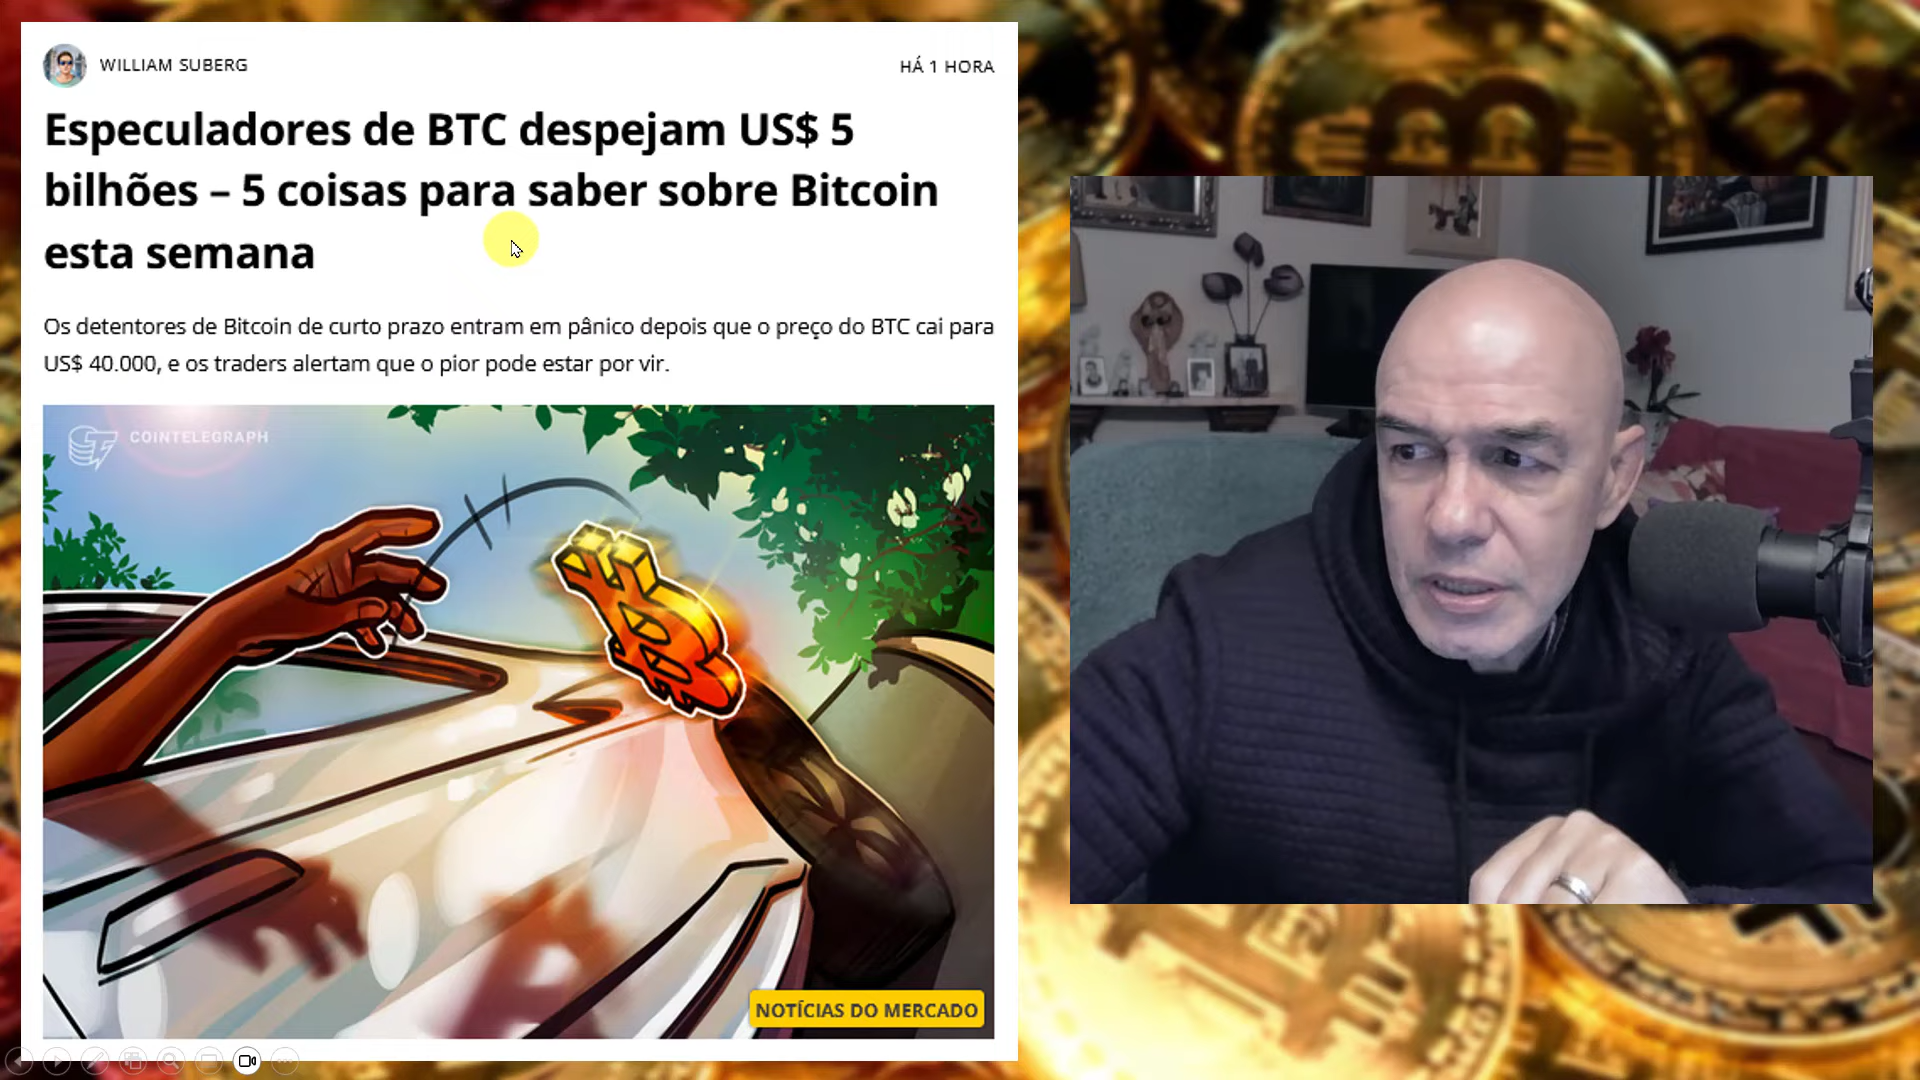 WILLIAM SUBERG
HÁ 1 HORA
Especuladores de BTC despejam US$ 5
bilhões – 5 coisas para saber sobre Bitcoin
esta semana
Os detentores de Bitcoin de curto prazo entram em pânico depois que o preço do BTC cai para
US$ 40.000, e os traders alertam que o pior pode estar por vir.
COINTELEGRAPH
NOTÍCIAS DO MERCADO